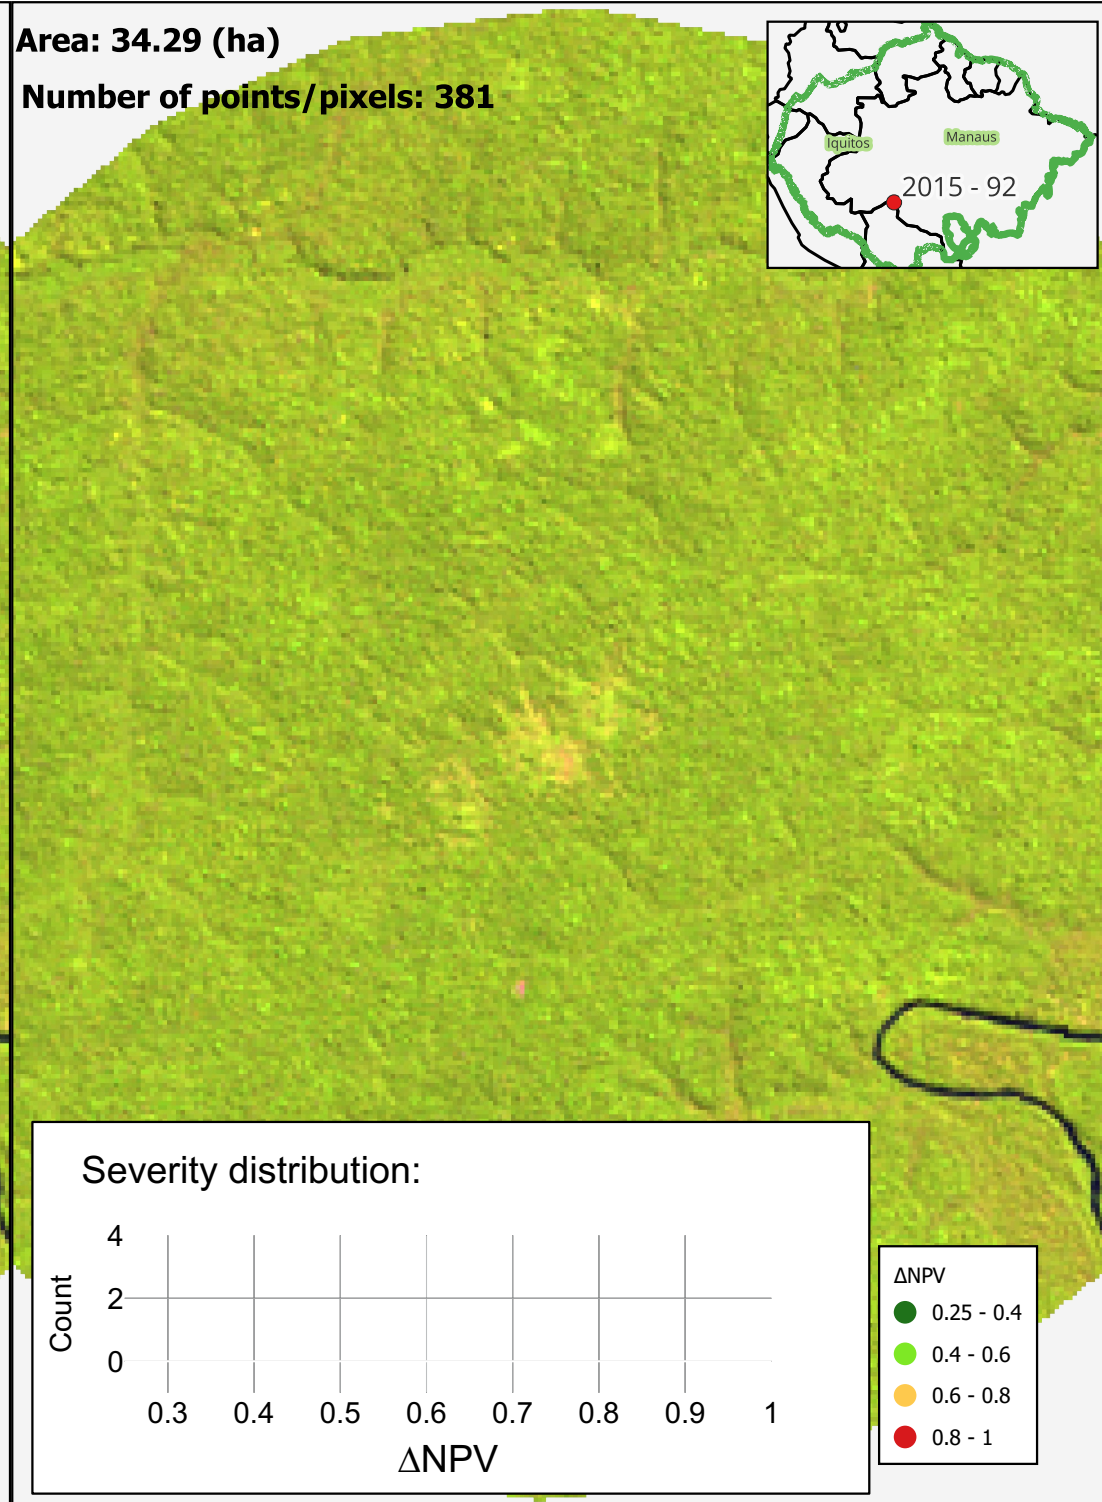 Area: 34.29 (ha)
Number of points/pixels: 381
Iquitos
Manaus
2015 - 92
Severity distribution:
Count
4
2
0
0.3 0.4 0.5 0.6 0.7 0.8 0.9 1
ΔNPV
ΔNPV
0.25 - 0.4
0.4 - 0.6
0.6 - 0.8
0.8 - 1